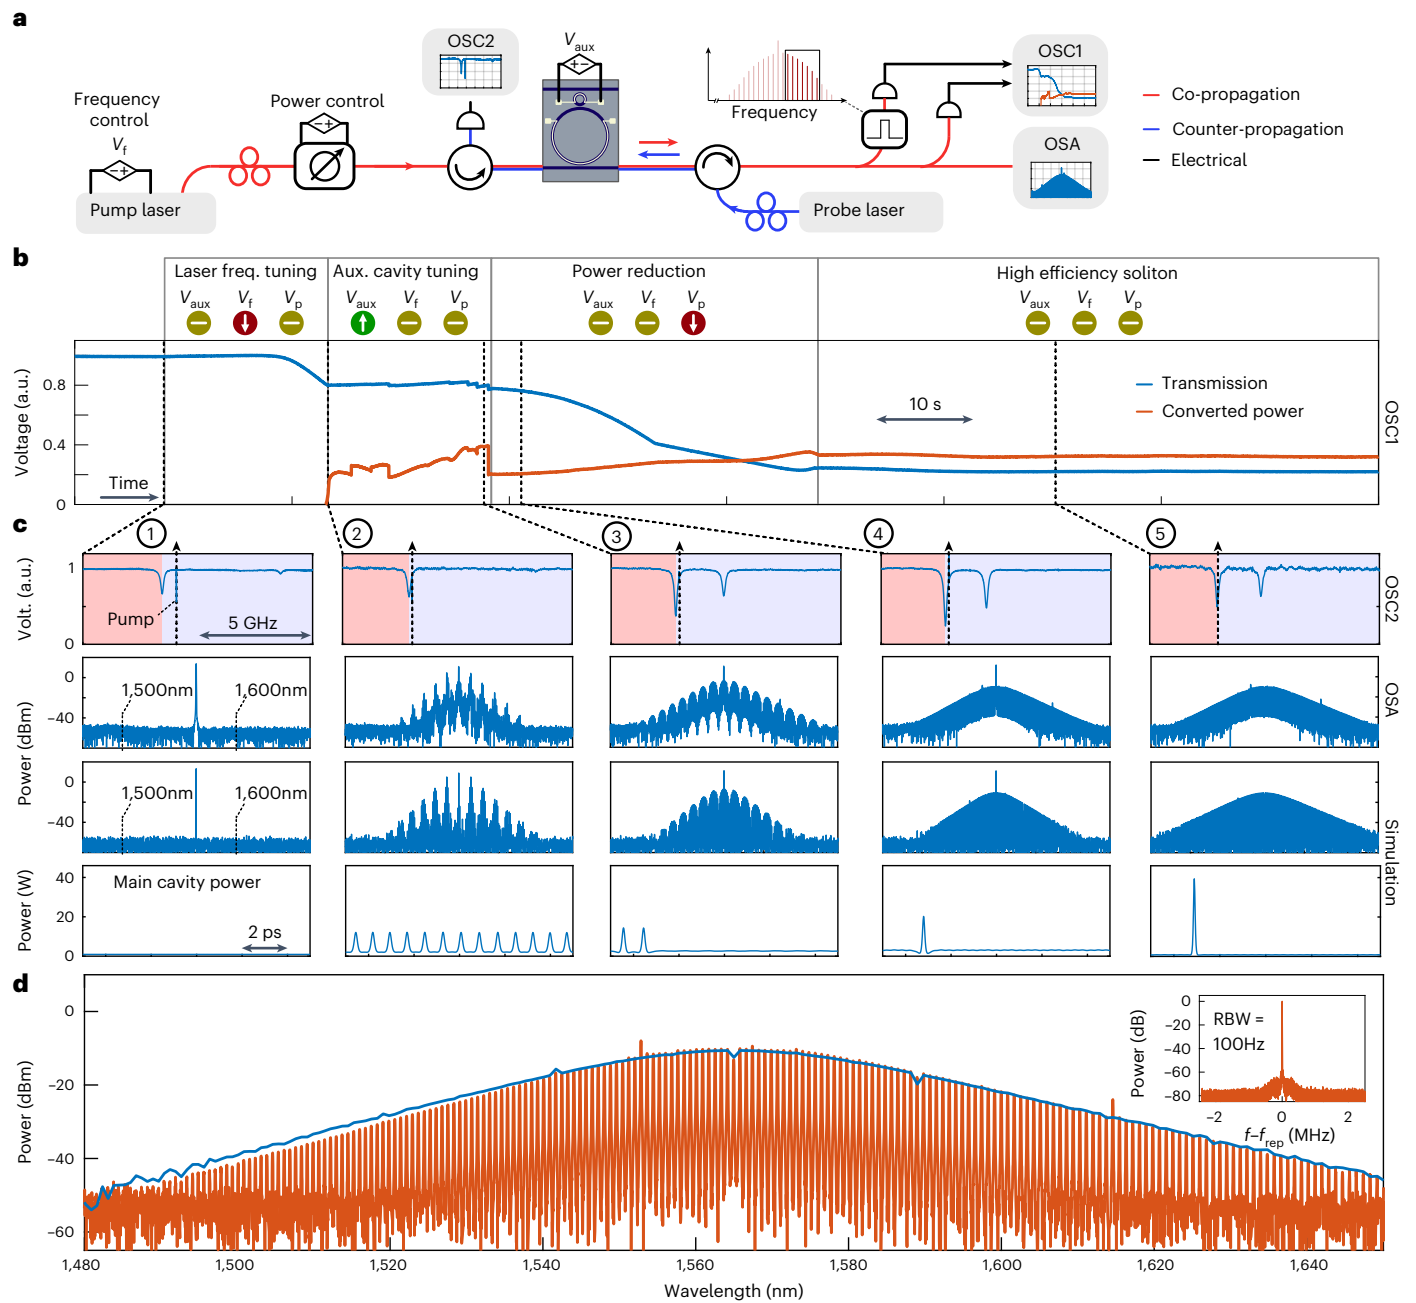 a
OSC2
V_aux
OSC1
Frequency
control
V_f
Power control
Frequency
Co-propagation
Counter-propagation
Electrical
OSA
Pump laser
Probe laser
b
Laser freq. tuning
Aux. cavity tuning
Power reduction
High efficiency soliton
V_aux V_f V_p
V_aux V_f V_p
V_aux V_f V_p
V_aux V_f V_p
Voltage (a.u.)
0.8
0.4
0
Time
10 s
Transmission
Converted power
OSC1
c
1
2
3
4
5
Volt. (a.u.)
1
0
Pump
5 GHz
OSC2
Power (dBm)
0
−40
1,500nm
1,600nm
OSA
0
−40
1,500nm
1,600nm
Simulation
Power (W)
40
20
0
Main cavity power
2 ps
d
Power (dBm)
0
−20
−40
−60
1,480
1,500
1,520
1,540
1,560
1,580
1,600
1,620
1,640
Wavelength (nm)
Power (dB)
0
−20
−40
−60
−80
RBW =
100Hz
−2
0
2
f−f_rep (MHz)